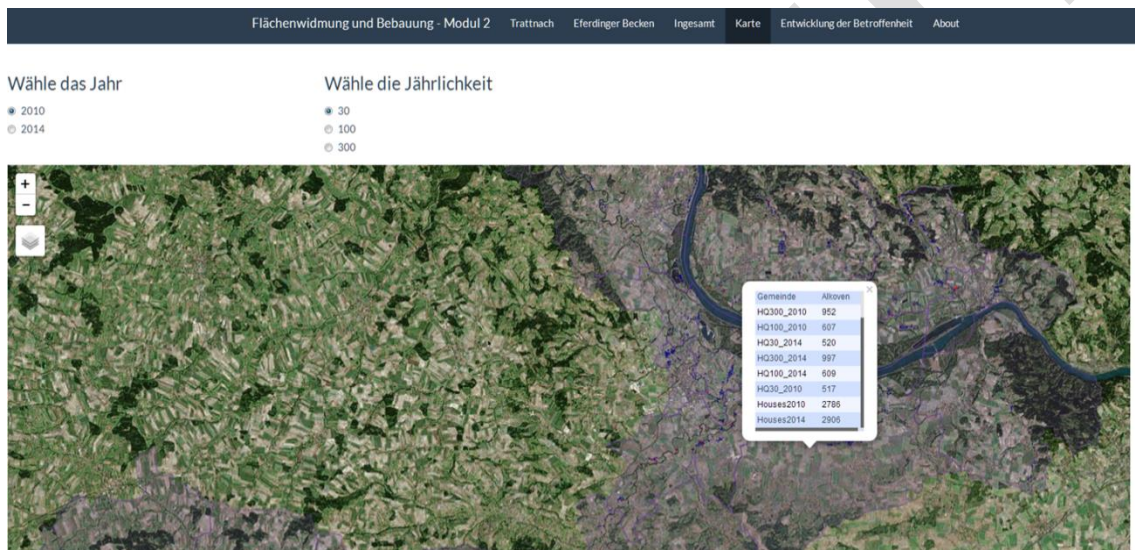 Flächenwidmung und Bebauung - Modul 2 Trattnach Eferdinger Becken Ingesamt Karte Entwicklung der Betroffenheit About
Wähle das Jahr
2010
2014
Wähle die Jährlichkeit
30
100
300
+
-
×
Gemeinde Alkoven
HQ300_2010 952
HQ100_2010 607
HQ30_2014 520
HQ300_2014 997
HQ100_2014 609
HQ30_2010 517
Houses2010 2786
Houses2014 2906